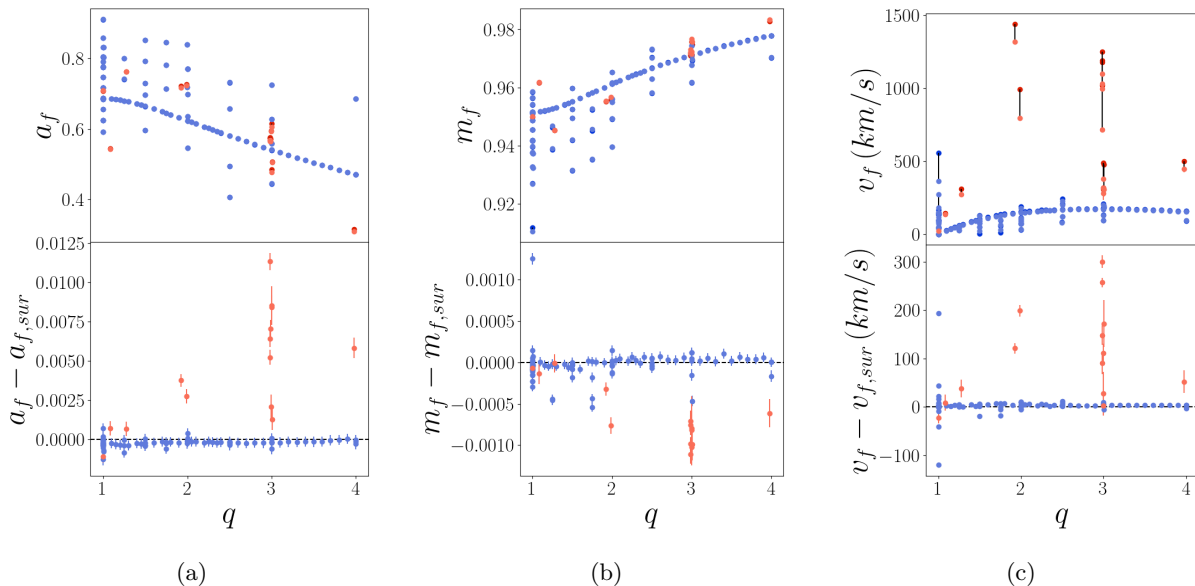 a_f
0.8
0.6
0.4
a_f − a_{f,sur}
0.0125
0.0100
0.0075
0.0050
0.0025
0.0000
1 2 3 4
q
(a)
m_f
0.98
0.96
0.94
0.92
m_f − m_{f,sur}
0.0010
0.0005
0.0000
−0.0005
−0.0010
1 2 3 4
q
(b)
v_f (km/s)
1500
1000
500
0
v_f − v_{f,sur} (km/s)
300
200
100
0
−100
1 2 3 4
q
(c)